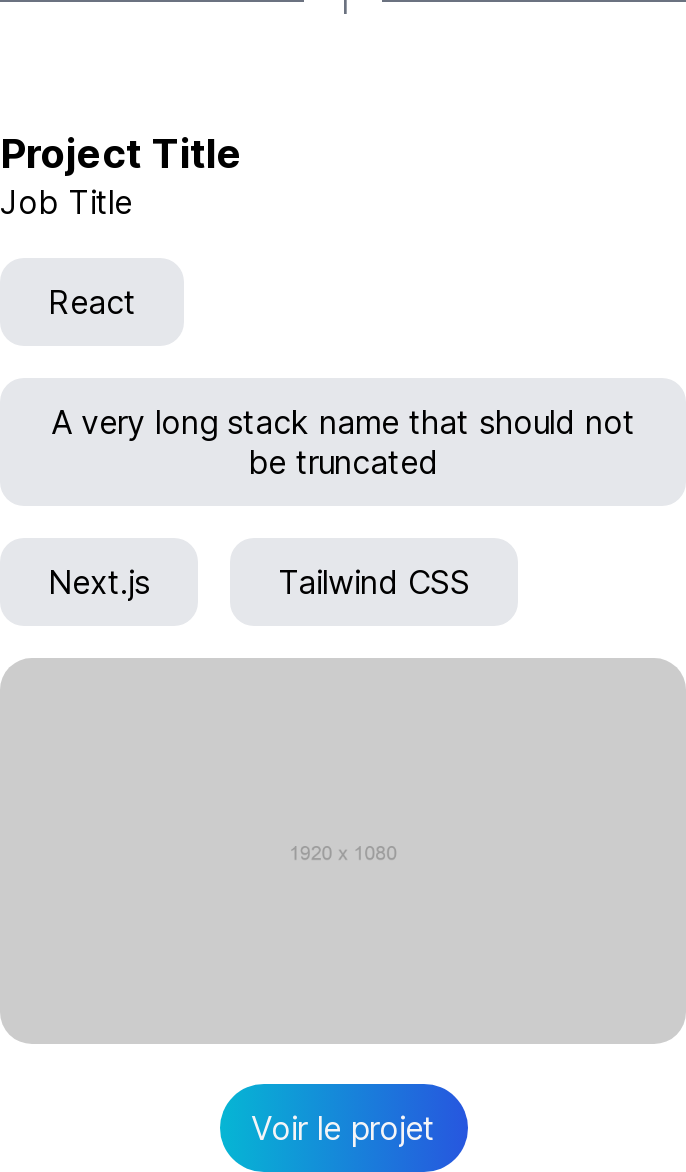 Project Title
Job Title
React
A very long stack name that should not
be truncated
Next.js
Tailwind CSS
1920 x 1080
Voir le projet